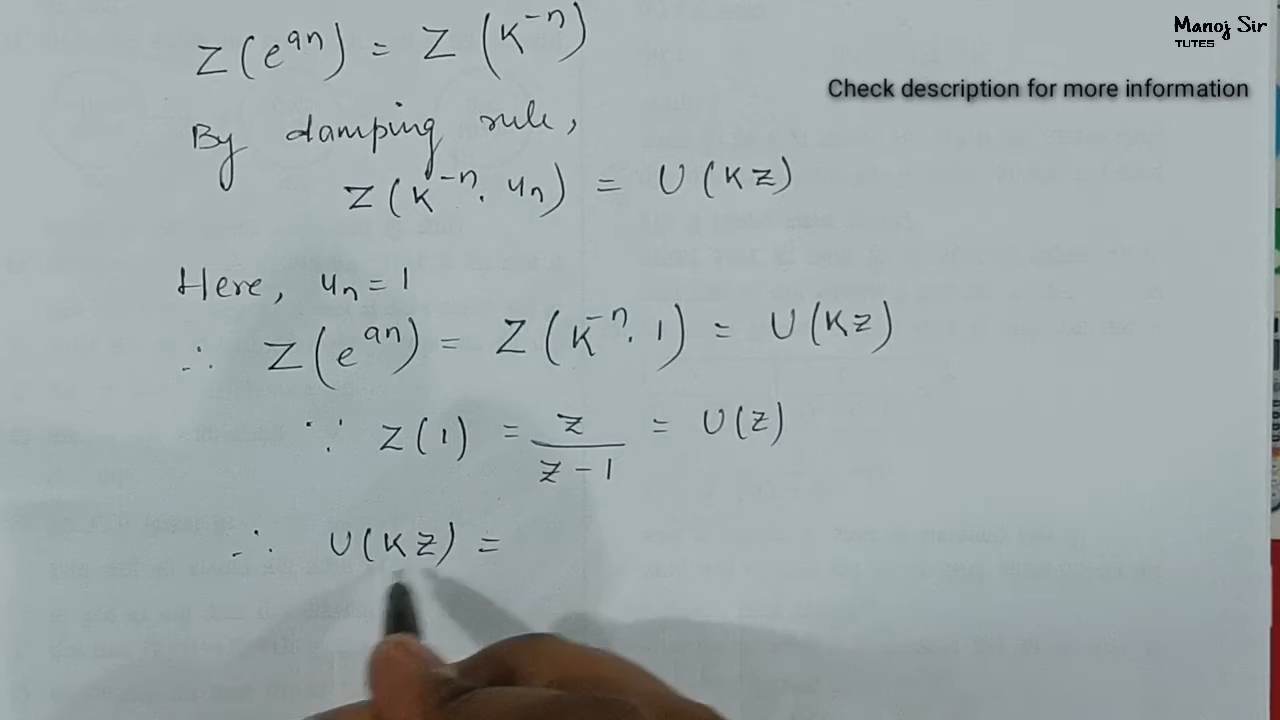 Manoj Sir
TUTES
Check description for more information
Z(e^{an}) = Z(K^{-n})
By damping rule,
Z(K^{-n}. u_n) = U(KZ)
Here, u_n = 1
∴ Z(e^{an}) = Z(K^{-n}. 1) = U(KZ)
∵ Z(1) = z/(z-1) = U(z)
∴ U(KZ) =